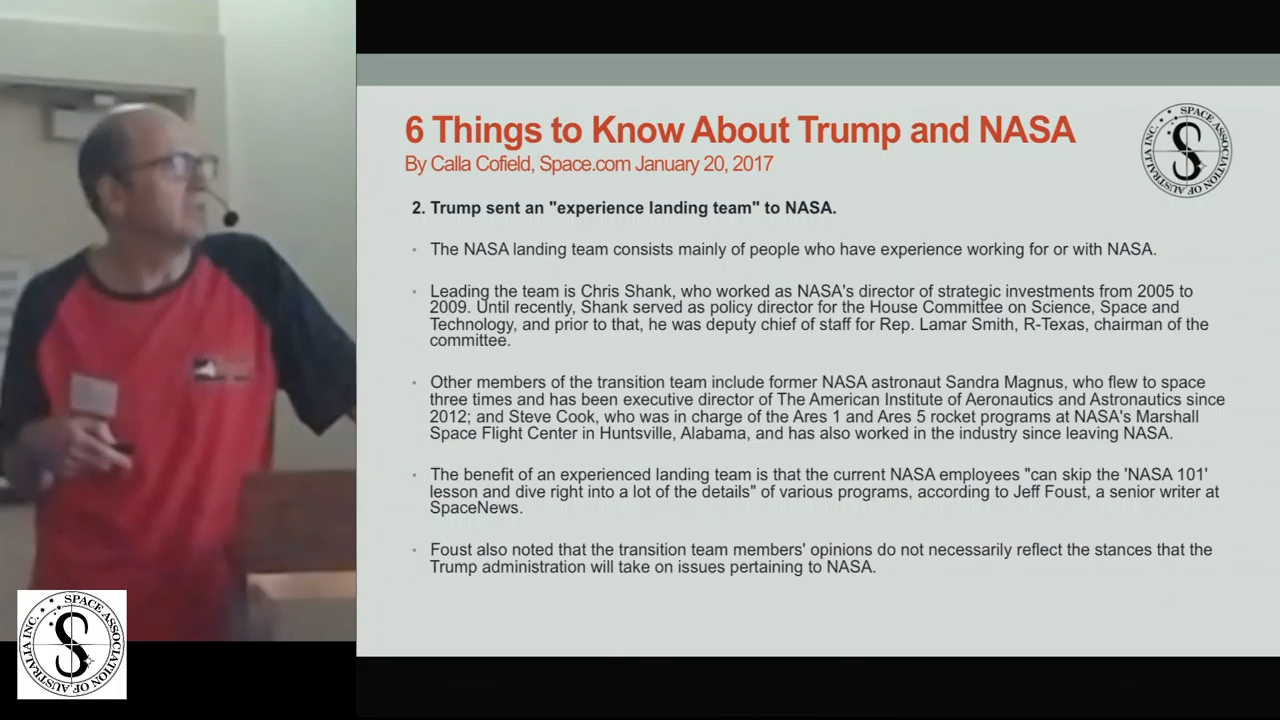 6 Things to Know About Trump and NASA
By Calla Cofield, Space.com January 20, 2017
SPACE ASSOCIATION OF AUSTRALIA INC.
S
2. Trump sent an "experience landing team" to NASA.
• The NASA landing team consists mainly of people who have experience working for or with NASA.
• Leading the team is Chris Shank, who worked as NASA's director of strategic investments from 2005 to
2009. Until recently, Shank served as policy director for the House Committee on Science, Space and
Technology, and prior to that, he was deputy chief of staff for Rep. Lamar Smith, R-Texas, chairman of the
committee.
• Other members of the transition team include former NASA astronaut Sandra Magnus, who flew to space
three times and has been executive director of The American Institute of Aeronautics and Astronautics since
2012; and Steve Cook, who was in charge of the Ares 1 and Ares 5 rocket programs at NASA's Marshall
Space Flight Center in Huntsville, Alabama, and has also worked in the industry since leaving NASA.
• The benefit of an experienced landing team is that the current NASA employees "can skip the 'NASA 101'
lesson and dive right into a lot of the details" of various programs, according to Jeff Foust, a senior writer at
SpaceNews.
• Foust also noted that the transition team members' opinions do not necessarily reflect the stances that the
Trump administration will take on issues pertaining to NASA.
SPACE ASSOCIATION OF AUSTRALIA INC.
S